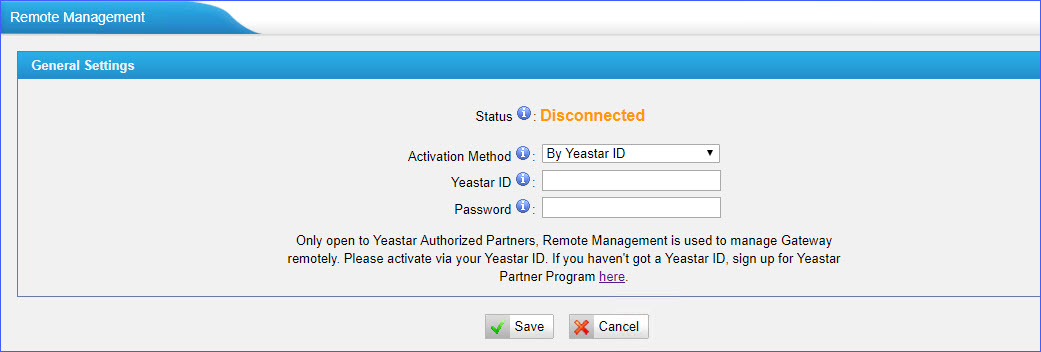 Remote Management
General Settings
Status : Disconnected
Activation Method : By Yeastar ID
Yeastar ID :
Password :
Only open to Yeastar Authorized Partners, Remote Management is used to manage Gateway
remotely. Please activate via your Yeastar ID. If you haven't got a Yeastar ID, sign up for Yeastar
Partner Program here.
Save Cancel